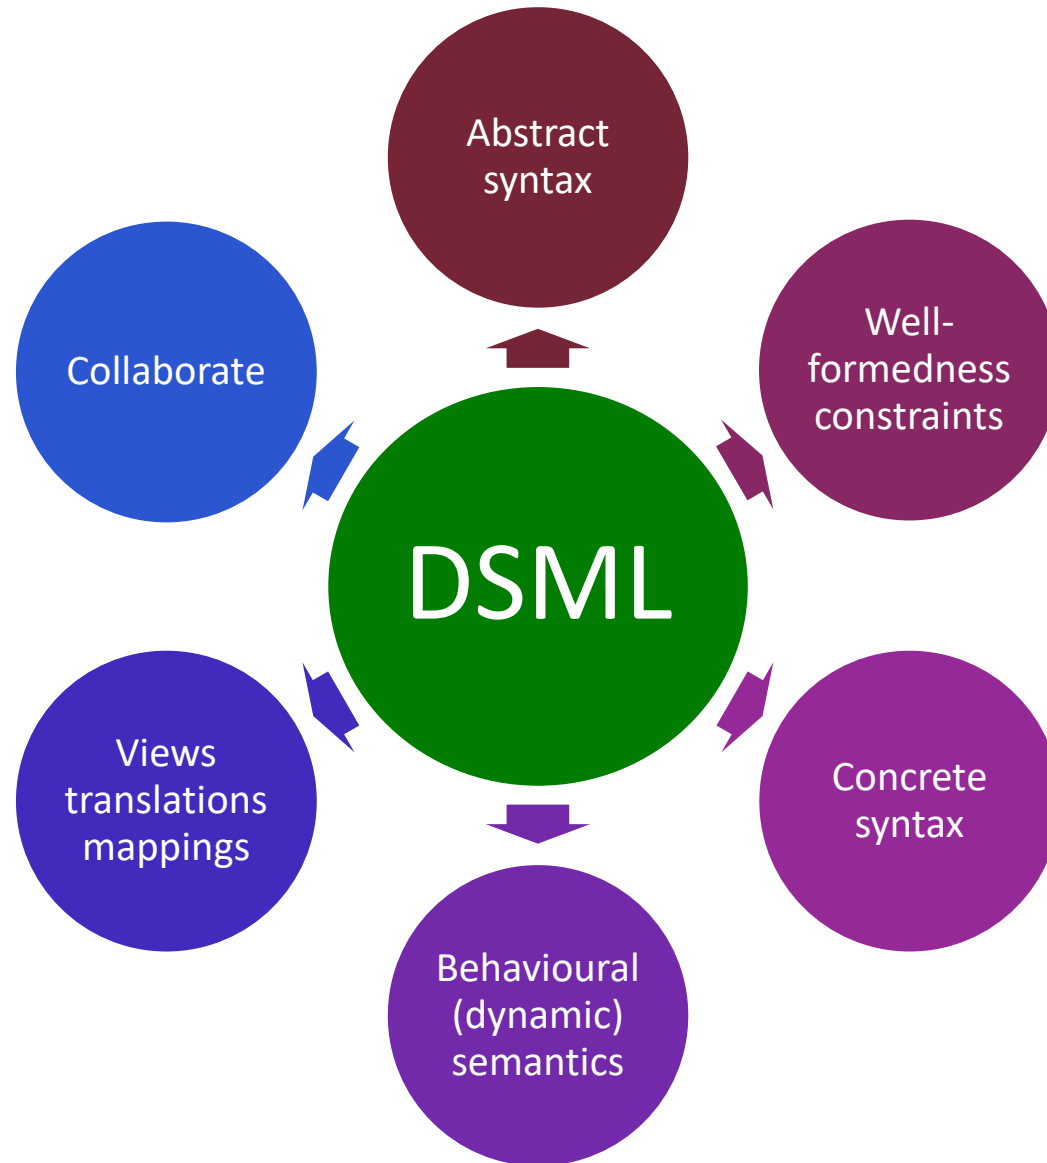 Abstract
syntax
Well-
formedness
constraints
Collaborate
DSML
Views
translations
mappings
Concrete
syntax
Behavioural
(dynamic)
semantics